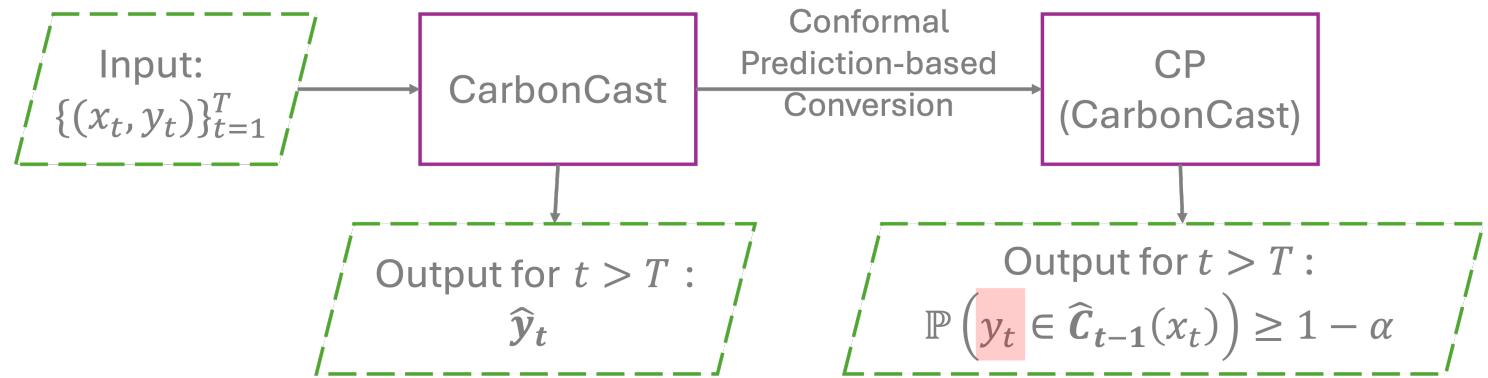 Input:
{(x_t, y_t)}_{t=1}^T
CarbonCast
Conformal
Prediction-based
Conversion
CP
(CarbonCast)
Output for t > T :
ŷ_t
Output for t > T :
ℙ(y_t ∈ Ĉ_{t−1}(x_t)) ≥ 1 − α